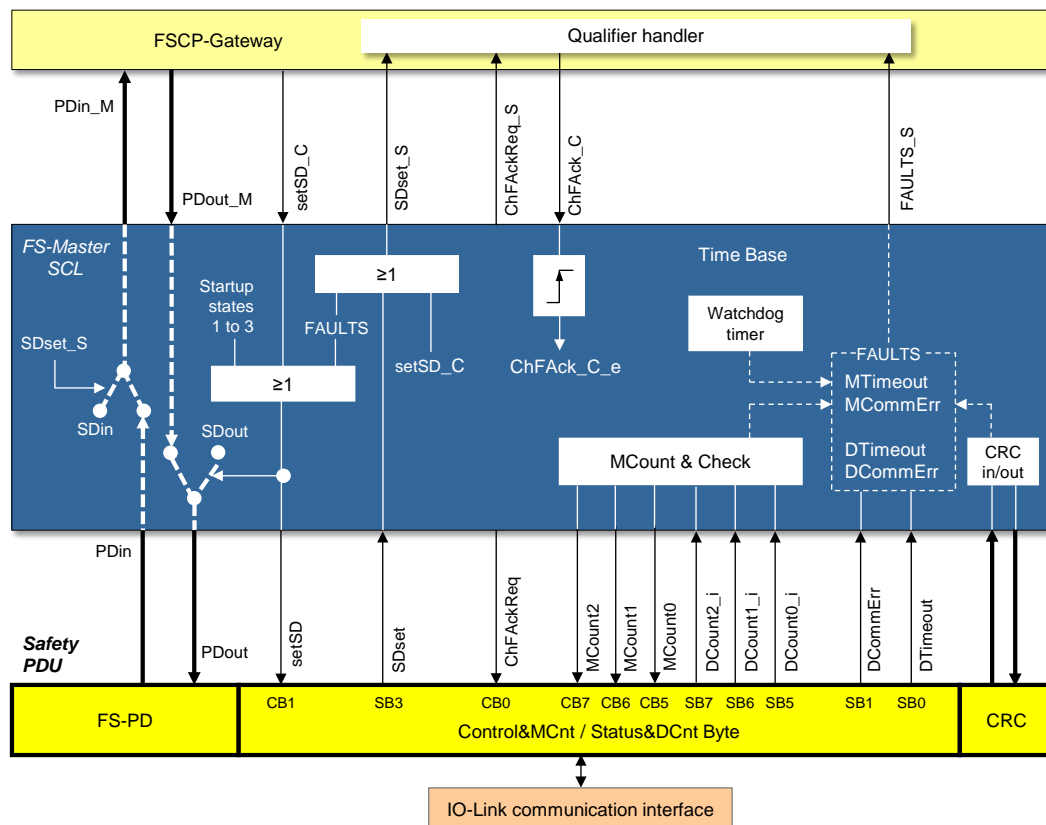 FSCP-Gateway
Qualifier handler
PDin_M
PDout_M
setSD_C
SDset_S
ChFAckReq_S
ChFAck_C
FAULTS_S
FS-Master
SCL
Time Base
≥1
Startup
states
1 to 3
FAULTS
setSD_C
ChFAck_C_e
Watchdog
timer
FAULTS
MTimeout
MCommErr
DTimeout
DCommErr
SDset_S
≥1
SDin
SDout
MCount & Check
CRC
in/out
PDin
PDout
setSD
SDset
ChFAckReq
MCount2
MCount1
MCount0
DCount2_i
DCount1_i
DCount0_i
DCommErr
DTimeout
Safety
PDU
FS-PD
CB1
SB3
CB0
CB7
CB6
CB5
SB7
SB6
SB5
SB1
SB0
Control&MCnt / Status&DCnt Byte
CRC
IO-Link communication interface